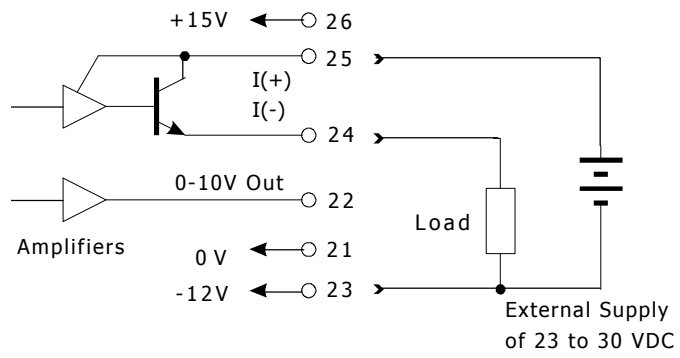 +15V 26
25
I(+)
I(-)
24
0-10V Out 22
Amplifiers
Load
0 V 21
-12V 23
External Supply
of 23 to 30 VDC